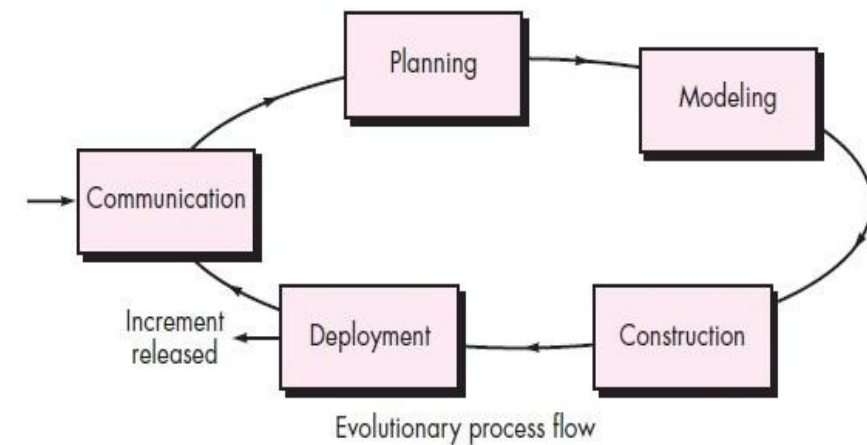 Planning
Modeling
Communication
Increment
released
Deployment
Construction
Evolutionary process flow